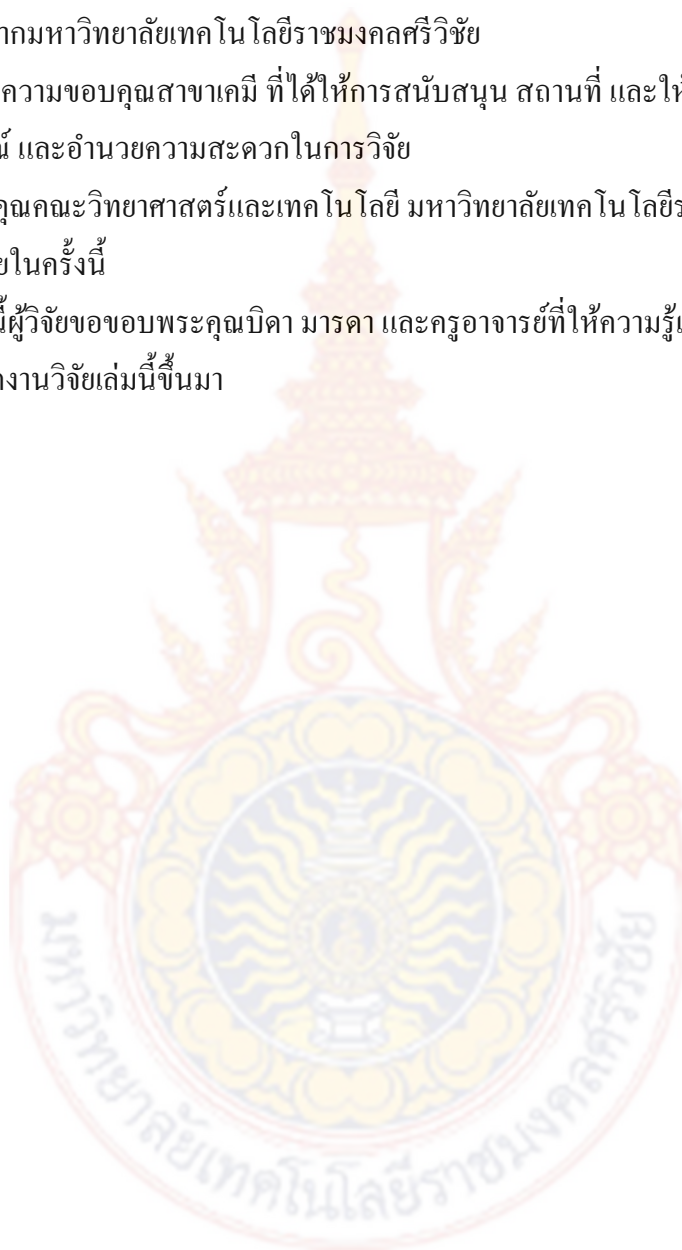 ากมหาวิทยาลัยเทคโนโลยีราชมงคลศรีวิชัย
ความขอบคุณสาขาเคมี ที่ได้ให้การสนับสนุน สถานที่ และให้
ณ์ และอำนวยความสะดวกในการวิจัย
คุณคณะวิทยาศาสตร์และเทคโนโลยี มหาวิทยาลัยเทคโนโลยีร
ยในครั้งนี้
นี้ผู้วิจัยขอขอบพระคุณบิดา มารดา และครูอาจารย์ที่ให้ความรู้แ
งานวิจัยเล่มนี้ขึ้นมา
มหาวิทยาลัยเทคโนโลยีราชมงคลศรีวิชัย